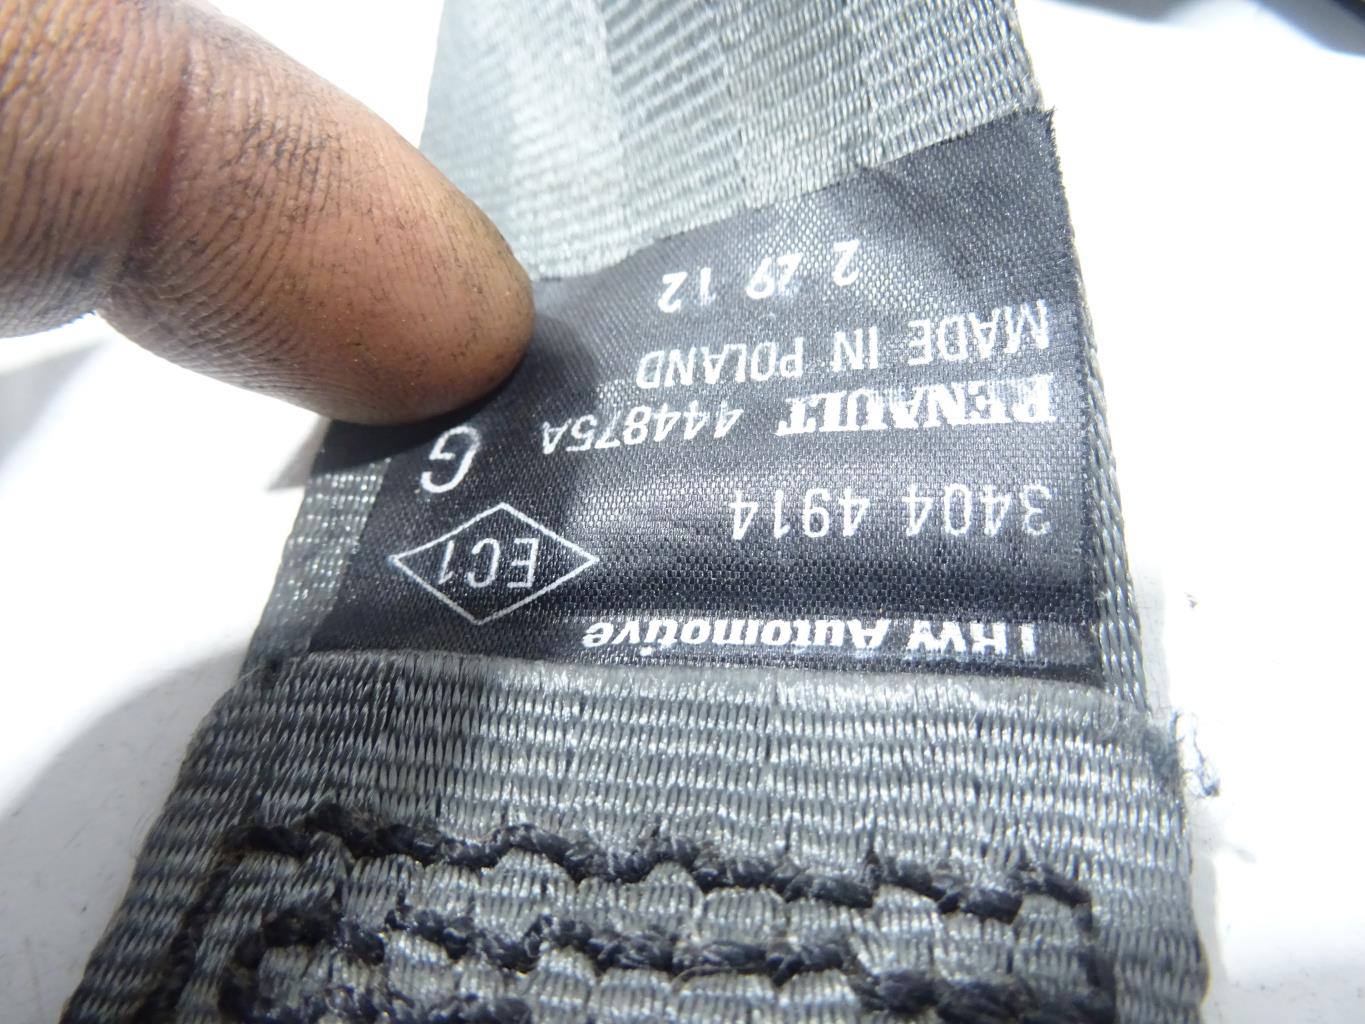 TRW Automotive
3404 4914 EC1
RENAULT 444875A G
MADE IN POLAND
2 29 12